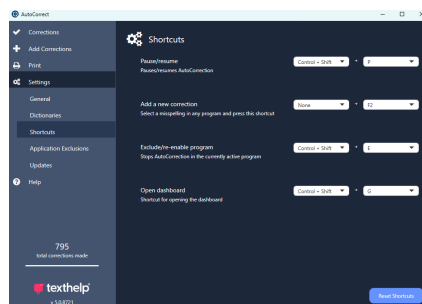 AutoCorrect
Corrections
Add Corrections
Print
Settings
General
Dictionaries
Shortcuts
Application Exclusions
Updates
Help
795
total corrections made
texthelp
v 5.0.8721
Shortcuts
Pause/resume
Pauses/resumes AutoCorrection
Control + Shift + P
Add a new correction
Select a misspelling in any program and press this shortcut
None + F2
Exclude/re-enable program
Stops AutoCorrection in the currently active program
Control + Shift + E
Open dashboard
Shortcut for opening the dashboard
Control + Shift + G
Reset Shortcuts